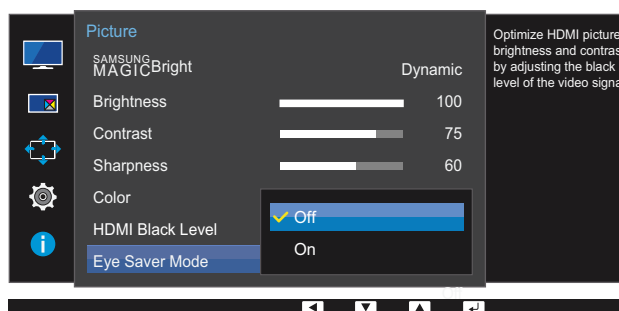 Picture
SAMSUNG
MAGICBright Dynamic
Brightness 100
Contrast 75
Sharpness 60
Color
HDMI Black Level
Eye Saver Mode
Off
On
Optimize HDMI picture
brightness and contras
by adjusting the black
level of the video signa